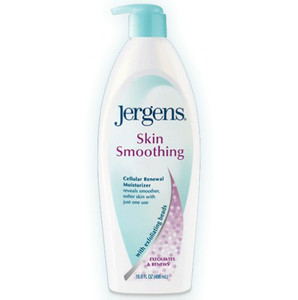 Jergens
Skin
Smoothing
Cellular Renewal
Moisturizer
reveals smoother,
softer skin with
just one use
with exfoliating beads
EXFOLIATES
& RENEWS